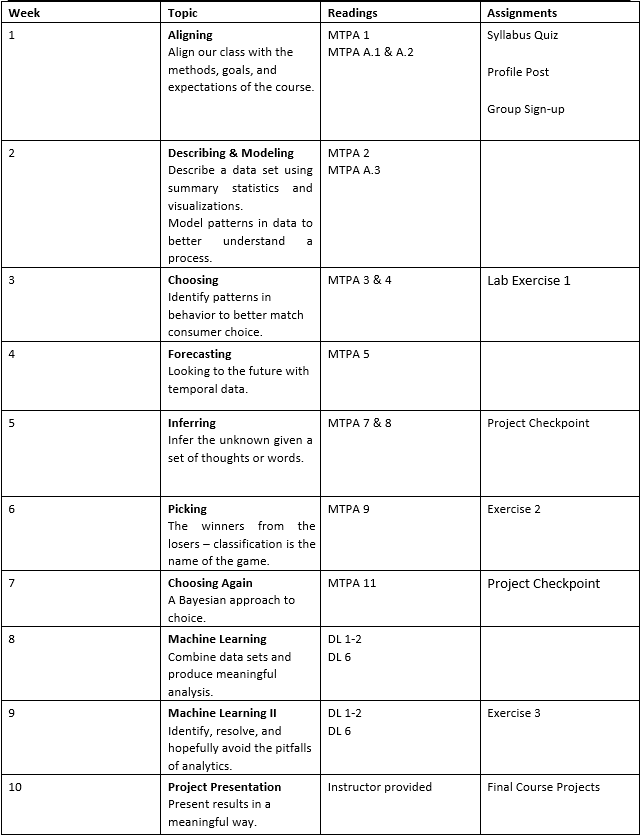 Week Topic Readings Assignments
1 Aligning MTPA 1 Syllabus Quiz
Align our class with the MTPA A.1 & A.2
methods, goals, and Profile Post
expectations of the course.
Group Sign-up
2 Describing & Modeling MTPA 2
Describe a data set using MTPA A.3
summary statistics and
visualizations.
Model patterns in data to
better understand a
process.
3 Choosing MTPA 3 & 4 Lab Exercise 1
Identify patterns in
behavior to better match
consumer choice.
4 Forecasting MTPA 5
Looking to the future with
temporal data.
5 Inferring MTPA 7 & 8 Project Checkpoint
Infer the unknown given a
set of thoughts or words.
6 Picking MTPA 9 Exercise 2
The winners from the
losers – classification is the
name of the game.
7 Choosing Again MTPA 11 Project Checkpoint
A Bayesian approach to
choice.
8 Machine Learning DL 1-2
Combine data sets and DL 6
produce meaningful
analysis.
9 Machine Learning II DL 1-2 Exercise 3
Identify, resolve, and DL 6
hopefully avoid the pitfalls
of analytics.
10 Project Presentation Instructor provided Final Course Projects
Present results in a
meaningful way.